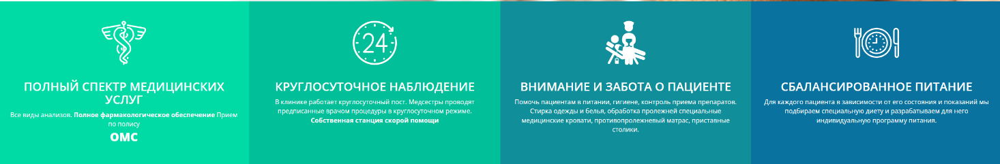 ПОЛНЫЙ СПЕКТР МЕДИЦИНСКИХ
УСЛУГ
Все виды анализов. Полное фармакологическое обеспечение Прием
по полису
ОМС
24
КРУГЛОСУТОЧНОЕ НАБЛЮДЕНИЕ
В клинике работает круглосуточный пост. Медсестры проводят
предписанные врачом процедуры в круглосуточном режиме.
Собственная станция скорой помощи
ВНИМАНИЕ И ЗАБОТА О ПАЦИЕНТЕ
Помочь пациентам в питании, гигиене, контроль приема препаратов.
Стирка одежды и белья, обработка пролежней специальные
медицинские кровати, противопролежневый матрас, приставные
столики.
СБАЛАНСИРОВАННОЕ ПИТАНИЕ
Для каждого пациента в зависимости от его состояния и показаний мы
подбираем специальную диету и разрабатываем для него
индивидуальную программу питания.